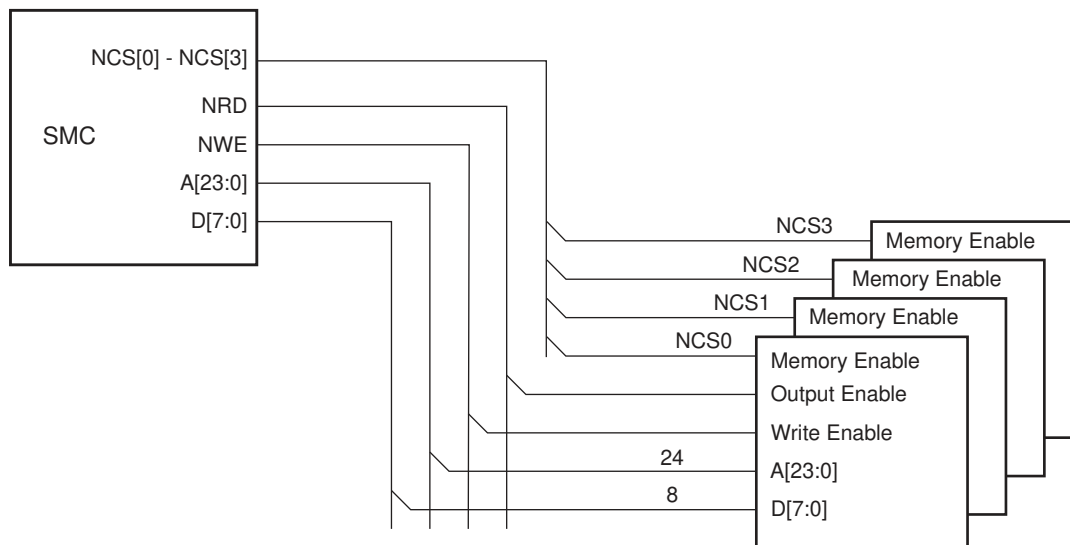 NCS[0] - NCS[3]
NRD
SMC
NWE
A[23:0]
D[7:0]
NCS3
Memory Enable
NCS2
Memory Enable
NCS1
Memory Enable
NCS0
Memory Enable
Output Enable
Write Enable
24
A[23:0]
8
D[7:0]